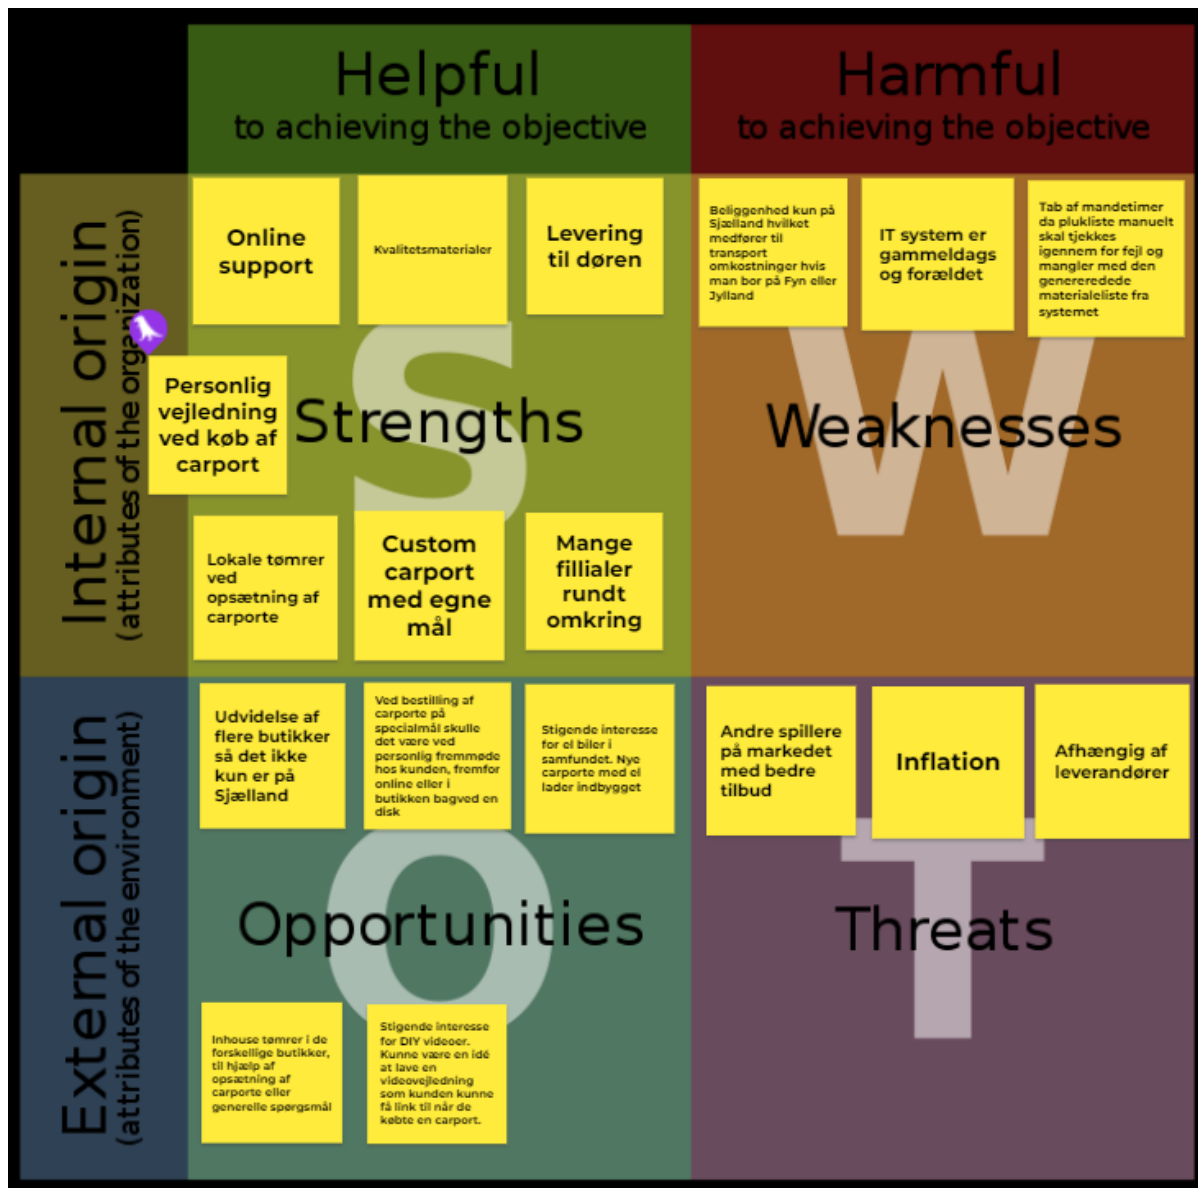 Helpful
to achieving the objective
Harmful
to achieving the objective
Internal origin
(attributes of the organization)
Online
support
Kvalitetsmaterialer
Levering
til døren
Personlig
vejledning
ved køb af
carport
S
Strengths
Lokale tømrer
ved
opsætning af
carporte
Custom
carport
med egne
mål
Mange
fillialer
rundt
omkring
Beliggenhed kun på
Sjælland hvilket
medfører til
transport
omkostninger hvis
man bor på Fyn eller
Jylland
IT system er
gammeldags
og forældet
Tab af mandetimer
da plukliste manuelt
skal tjekkes
igennem for fejl og
mangler med den
genereredede
materialeliste fra
systemet
W
Weaknesses
External origin
(attributes of the environment)
Udvidelse af
flere butikker
så det ikke
kun er på
Sjælland
Ved bestilling af
carporte på
specialmål skulle
det være ved
personlig fremmøde
hos kunden, fremfor
online eller i
butikken bagved en
disk
Stigende interesse
for el biler i
samfundet. Nye
carporte med el
lader indbygget
O
Opportunities
Inhouse tømrer i de
forskellige butikker,
til hjælp af
opsætning af
carporte eller
generelle spørgsmål
Stigende interesse
for DIY videoer.
Kunne være en idé
at lave en
videovejledning
som kunden kunne
få link til når de
købte en carport.
Andre spillere
på markedet
med bedre
tilbud
Inflation
Afhængig af
leverandører
T
Threats